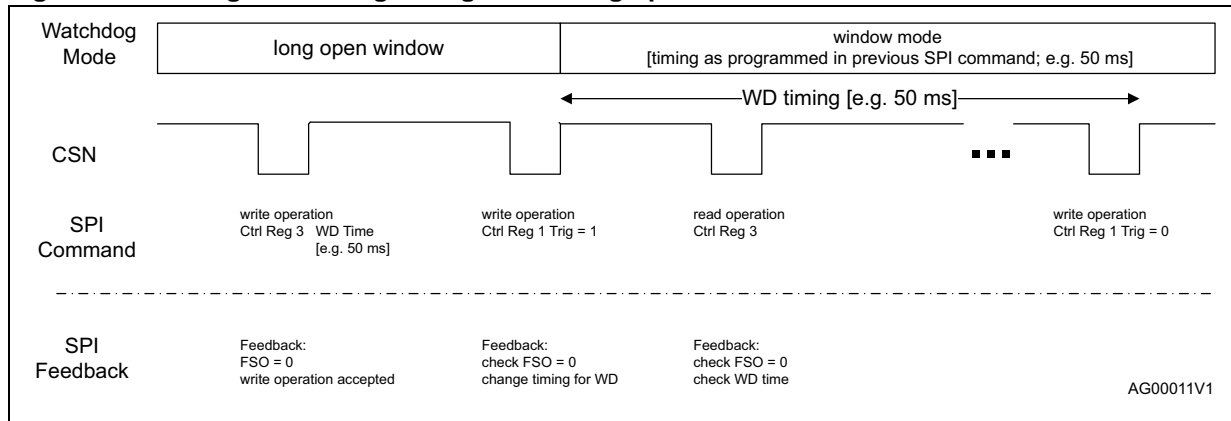 Watchdog
Mode
long open window
window mode
[timing as programmed in previous SPI command; e.g. 50 ms]
WD timing [e.g. 50 ms]
CSN
SPI
Command
write operation
Ctrl Reg 3 WD Time
[e.g. 50 ms]
write operation
Ctrl Reg 1 Trig = 1
read operation
Ctrl Reg 3
write operation
Ctrl Reg 1 Trig = 0
SPI
Feedback
Feedback:
FSO = 0
write operation accepted
Feedback:
check FSO = 0
change timing for WD
Feedback:
check FSO = 0
check WD time
AG00011V1